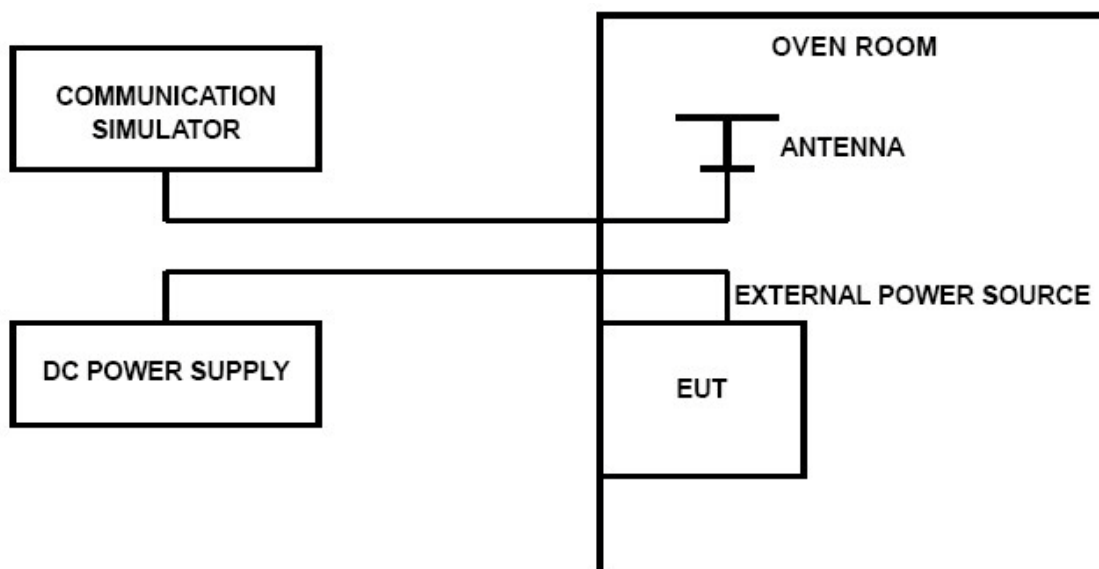 OVEN ROOM
COMMUNICATION
SIMULATOR
ANTENNA
EXTERNAL POWER SOURCE
DC POWER SUPPLY
EUT